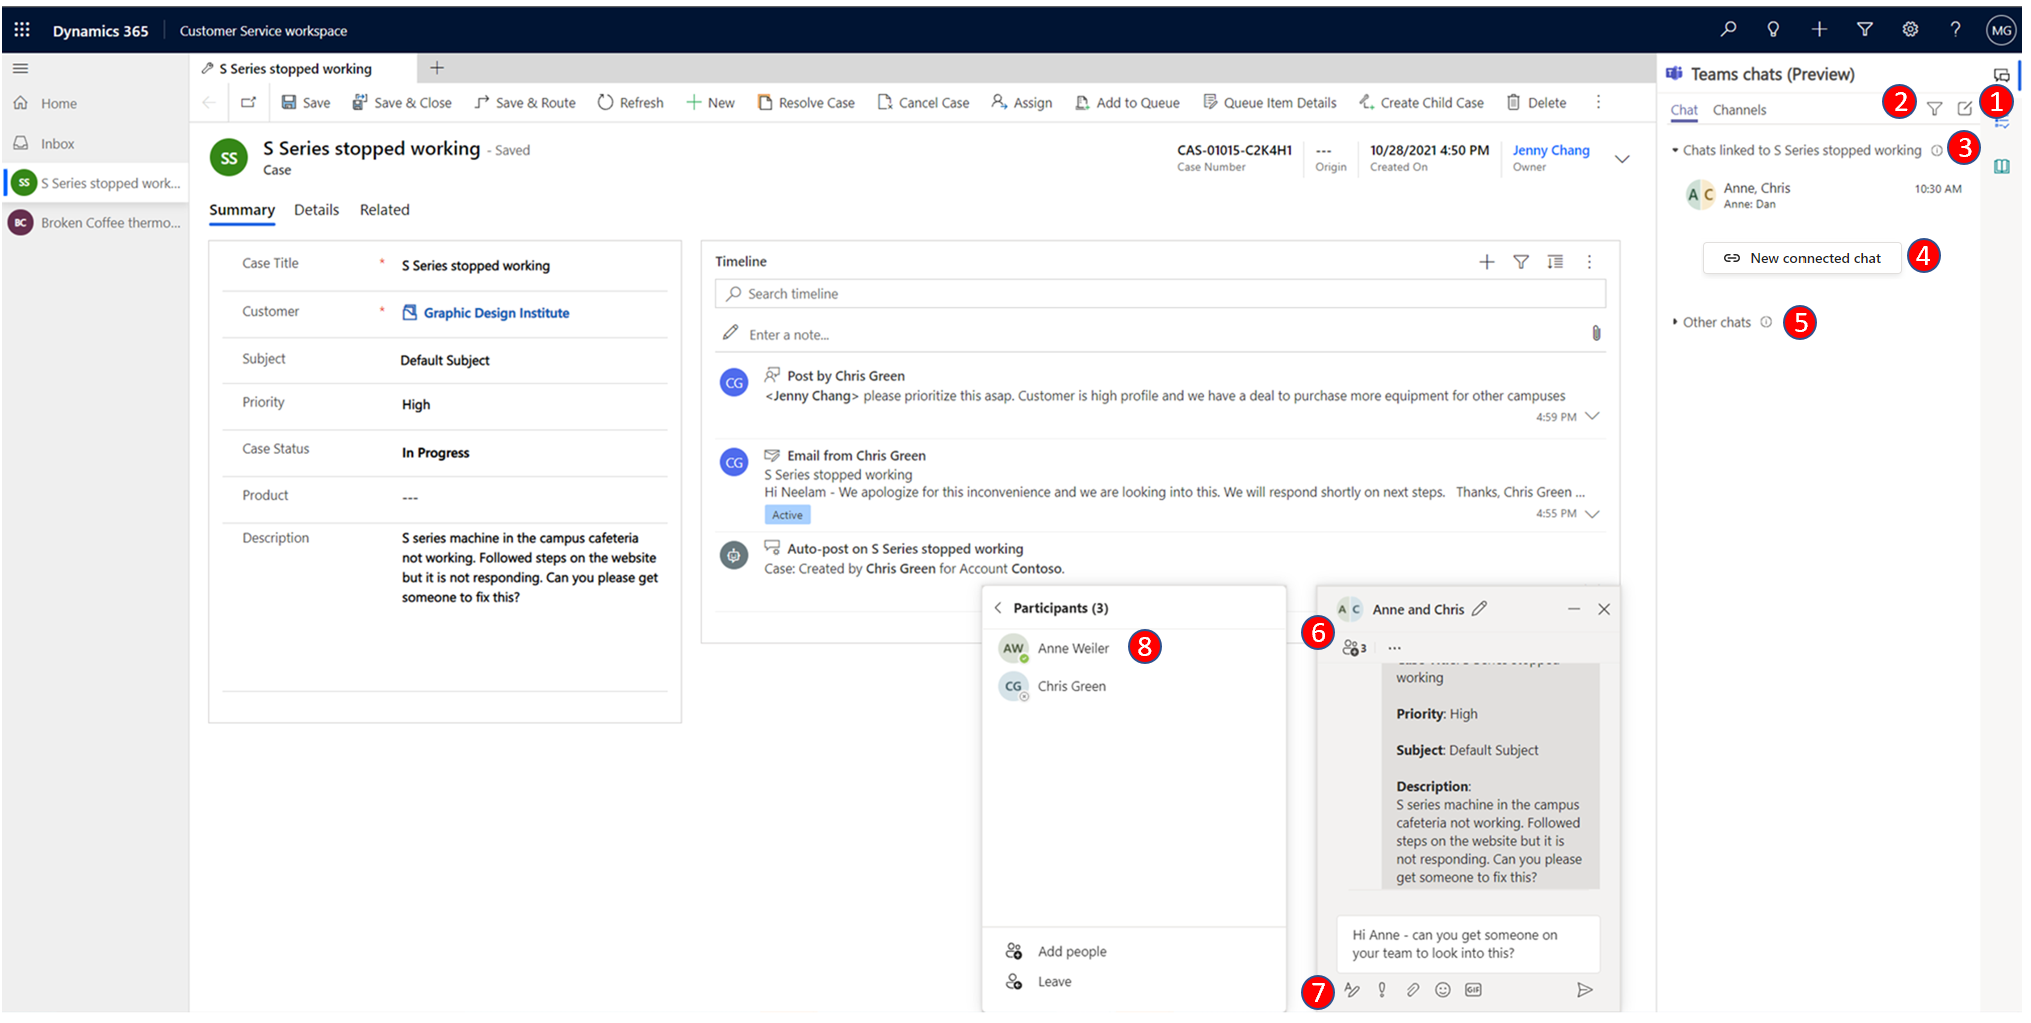 Dynamics 365
Customer Service workspace
MG
Home
Inbox
SS
S Series stopped work...
BC
Broken Coffee thermo...
S Series stopped working
Save
Save & Close
Save & Route
Refresh
New
Resolve Case
Cancel Case
Assign
Add to Queue
Queue Item Details
Create Child Case
Delete
SS
S Series stopped working - Saved
Case
CAS-01015-C2K4H1
Case Number
---
Origin
10/28/2021 4:50 PM
Created On
Jenny Chang
Owner
Summary
Details
Related
Case Title * S Series stopped working
Customer * Graphic Design Institute
Subject Default Subject
Priority High
Case Status In Progress
Product ---
Description S series machine in the campus cafeteria
not working. Followed steps on the website
but it is not responding. Can you please get
someone to fix this?
Timeline
Search timeline
Enter a note...
CG
Post by Chris Green
<Jenny Chang> please prioritize this asap. Customer is high profile and we have a deal to purchase more equipment for other campuses
4:59 PM
CG
Email from Chris Green
S Series stopped working
Hi Neelam - We apologize for this inconvenience and we are looking into this. We will respond shortly on next steps. Thanks, Chris Green ...
Active
4:55 PM
Auto-post on S Series stopped working
Case: Created by Chris Green for Account Contoso.
Participants (3)
AW Anne Weiler
8
CG Chris Green
Add people
Leave
A C Anne and Chris
6
3
...
Case Title: S Series stopped
working
Priority: High
Subject: Default Subject
Description:
S series machine in the campus
cafeteria not working. Followed
steps on the website but it is
not responding. Can you please
get someone to fix this?
Hi Anne - can you get someone on
your team to look into this?
7
GIF
Teams chats (Preview)
Chat
Channels
2
1
Chats linked to S Series stopped working
3
A C
Anne, Chris
10:30 AM
Anne: Dan
New connected chat
4
Other chats
5